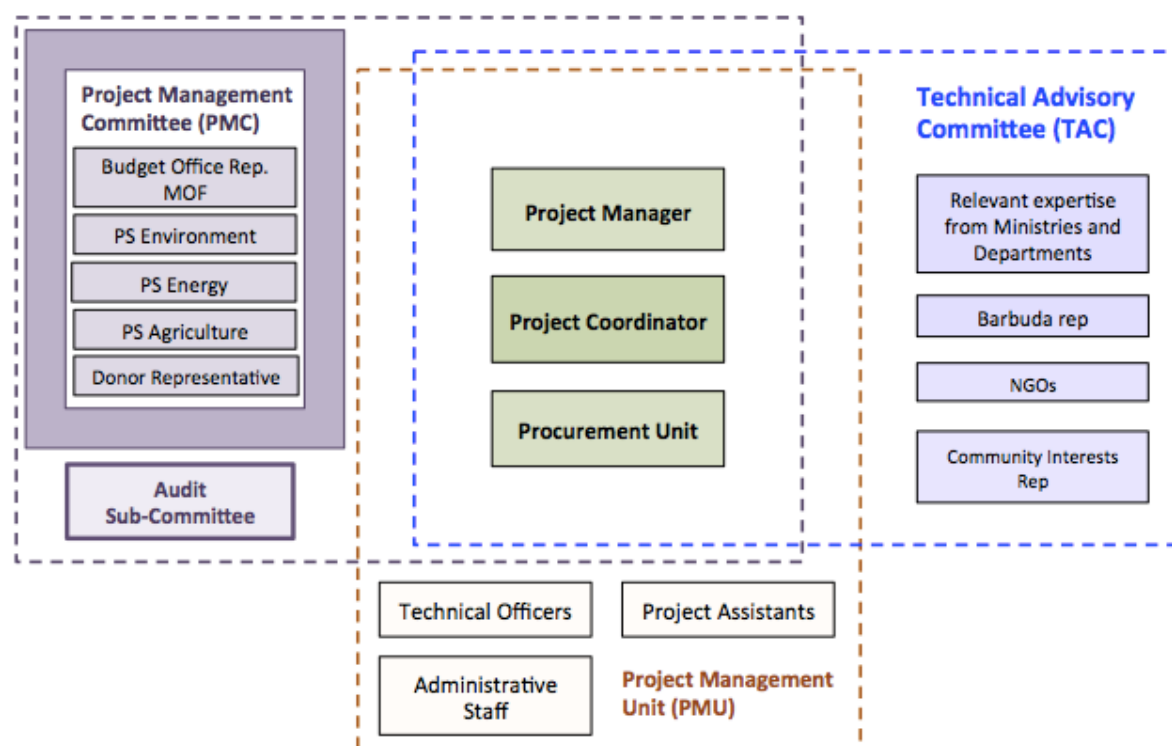 Project Management
Committee (PMC)
Budget Office Rep.
MOF
PS Environment
PS Energy
PS Agriculture
Donor Representative
Audit
Sub-Committee
Project Manager
Project Coordinator
Procurement Unit
Technical Advisory
Committee (TAC)
Relevant expertise
from Ministries and
Departments
Barbuda rep
NGOs
Community Interests
Rep
Technical Officers
Project Assistants
Administrative
Staff
Project Management
Unit (PMU)